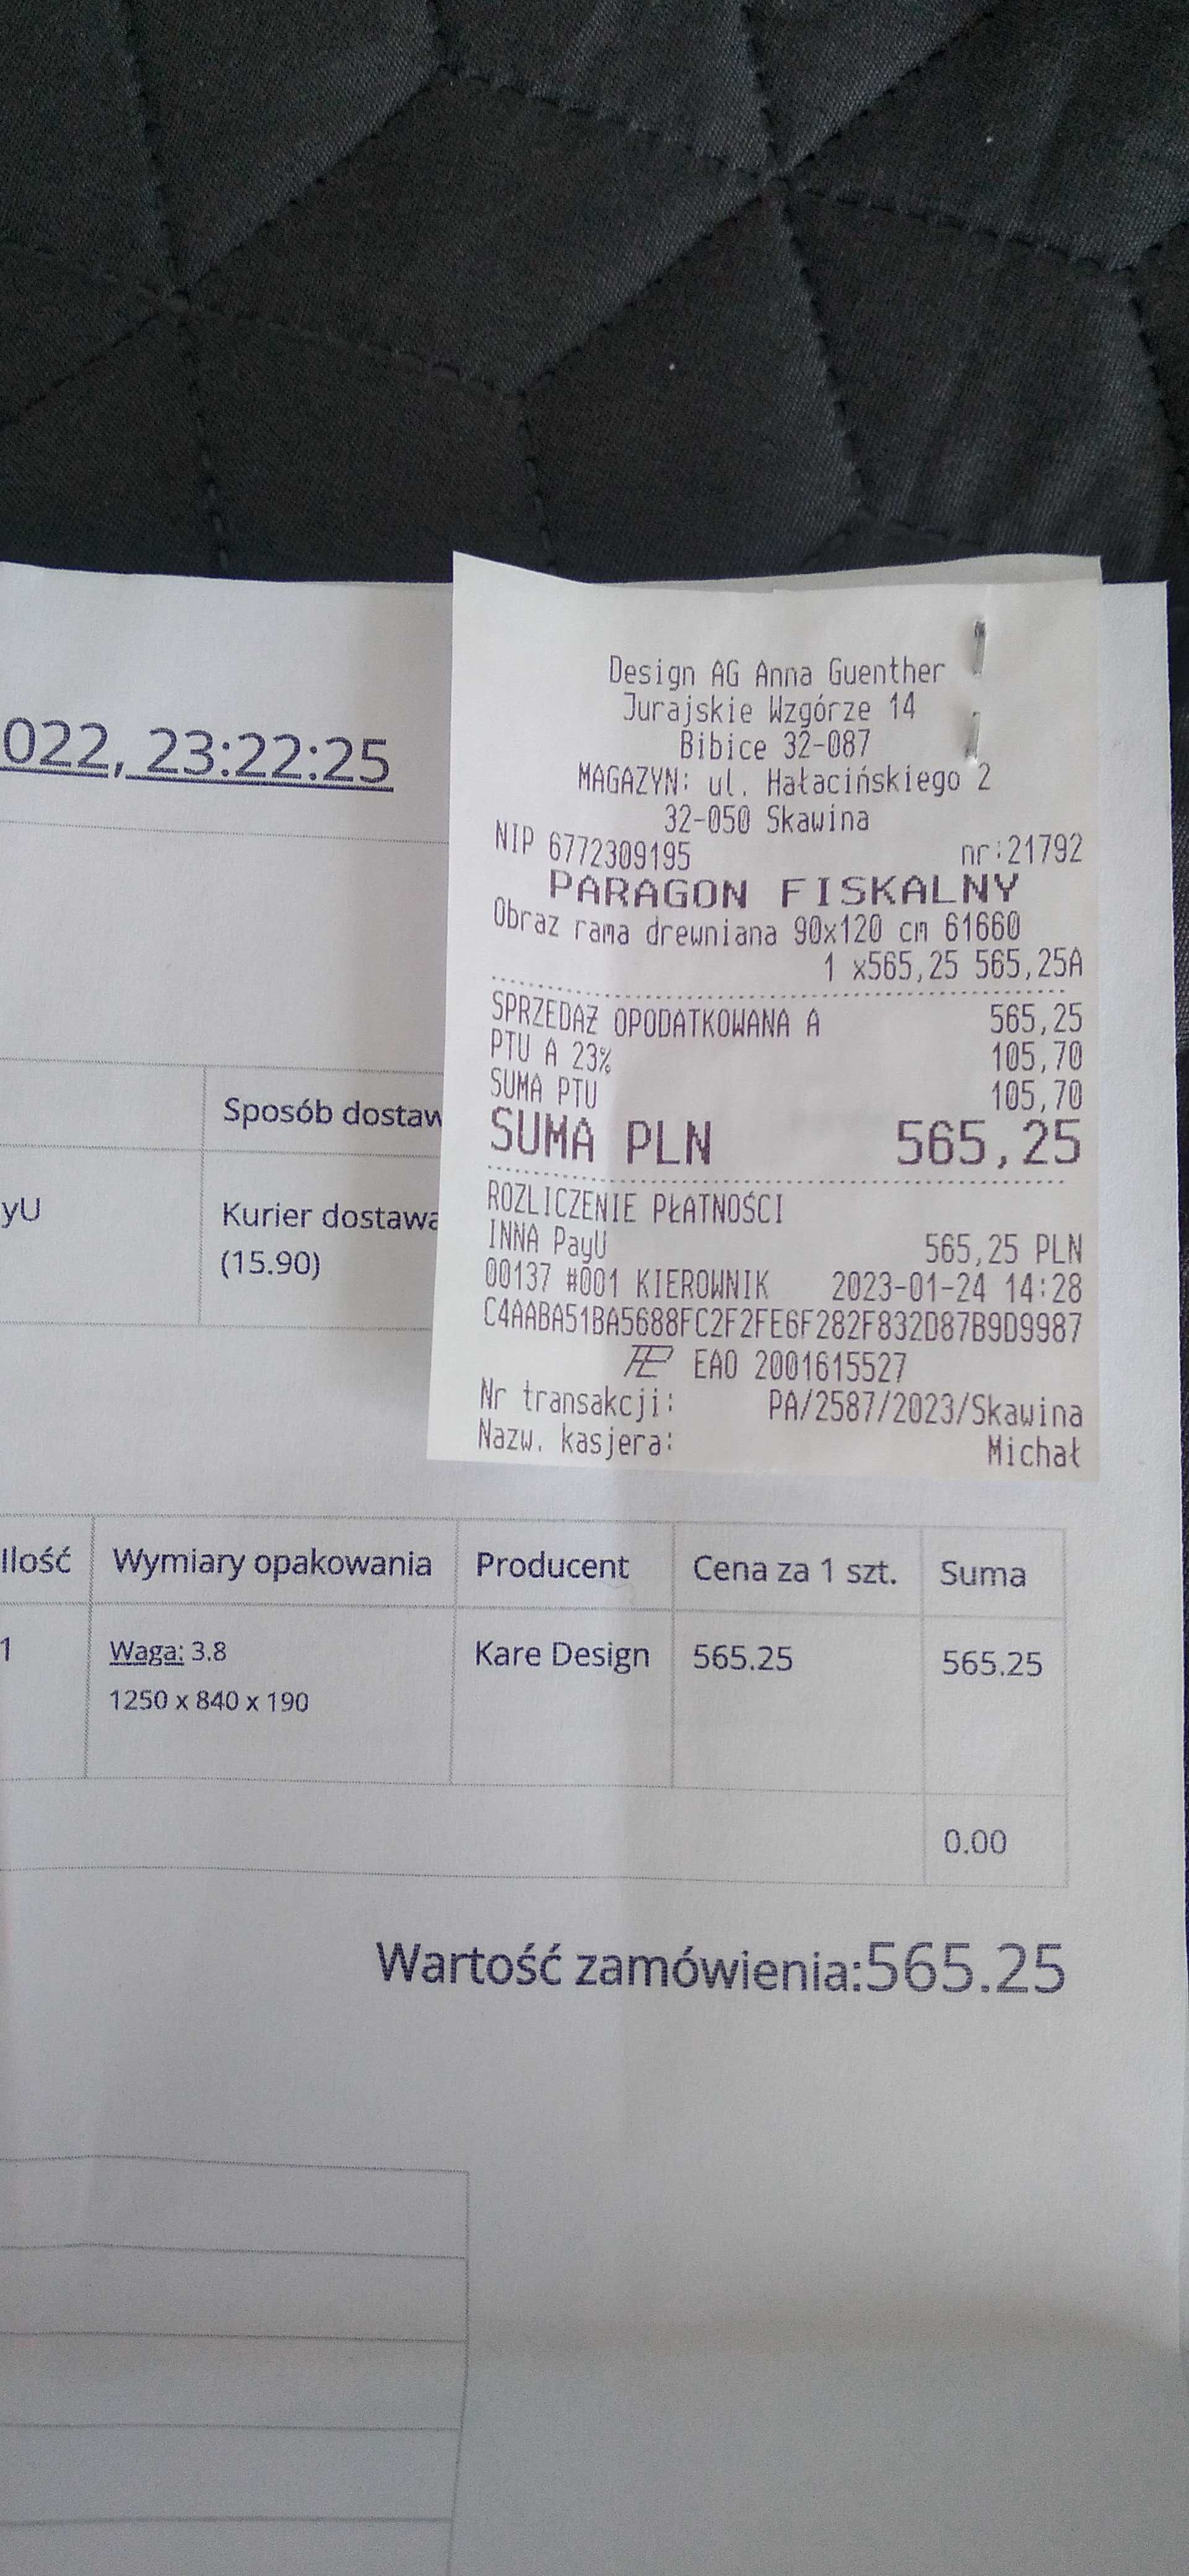 022, 23:22:25
Design AG Anna Guenther
Jurajskie Wzgórze 14
Bibice 32-087
MAGAZYN: ul. Hałacińskiego 2
32-050 Skawina
NIP 6772309195 nr:21792
PARAGON FISKALNY
Obraz rama drewniana 90x120 cm 61660
1 x565,25 565,25A
SPRZEDAŻ OPODATKOWANA A 565,25
PTU A 23% 105,70
SUMA PTU 105,70
SUMA PLN 565,25
ROZLICZENIE PŁATNOŚCI
INNA PayU 565,25 PLN
00137 #001 KIEROWNIK 2023-01-24 14:28
C4AABA51BA5688FC2F2FE6F282F832D87B9D9987
EAO 2001615527
Nr transakcji: PA/2587/2023/Skawina
Nazw. kasjera: Michał
Sposób dostaw
yU Kurier dostawa
(15.90)
Ilość Wymiary opakowania Producent Cena za 1 szt. Suma
1 Waga: 3.8 Kare Design 565.25 565.25
1250 x 840 x 190
0.00
Wartość zamówienia:565.25